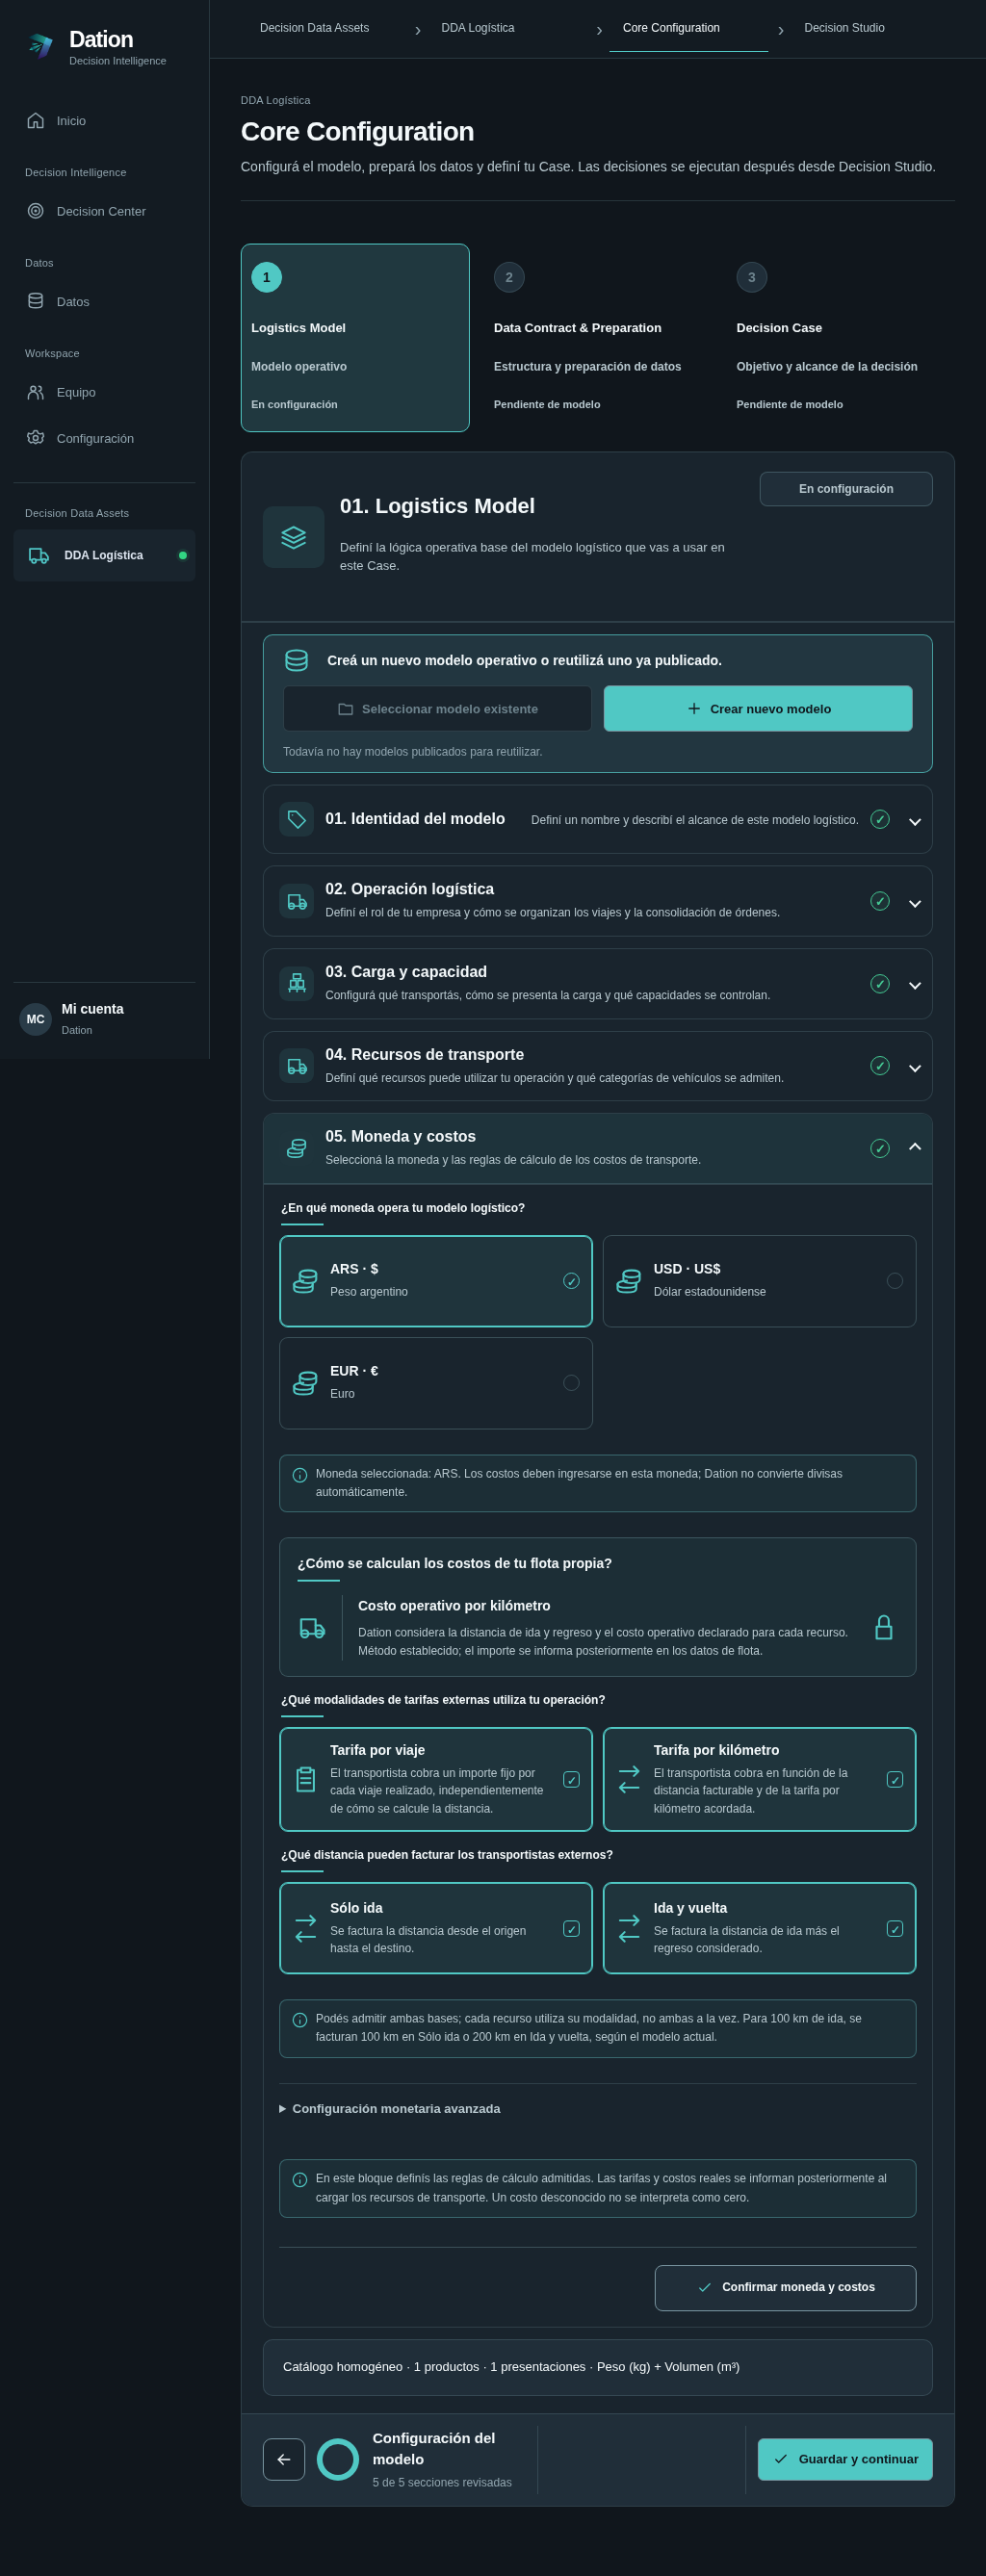 Dation
Decision Intelligence
Inicio
Decision Intelligence
Decision Center
Datos
Datos
Workspace
Equipo
Configuración
Decision Data Assets
DDA Logística
MC
Mi cuenta
Dation
Decision Data Assets
DDA Logística
Core Configuration
Decision Studio
DDA Logística
Core Configuration
Configurá el modelo, prepará los datos y definí tu Case. Las decisiones se ejecutan después desde Decision Studio.
1
Logistics Model
Modelo operativo
En configuración
2
Data Contract & Preparation
Estructura y preparación de datos
Pendiente de modelo
3
Decision Case
Objetivo y alcance de la decisión
Pendiente de modelo
01. Logistics Model
En configuración
Definí la lógica operativa base del modelo logístico que vas a usar en
este Case.
Creá un nuevo modelo operativo o reutilizá uno ya publicado.
Seleccionar modelo existente
Crear nuevo modelo
Todavía no hay modelos publicados para reutilizar.
01. Identidad del modelo
Definí un nombre y describí el alcance de este modelo logístico.
02. Operación logística
Definí el rol de tu empresa y cómo se organizan los viajes y la consolidación de órdenes.
03. Carga y capacidad
Configurá qué transportás, cómo se presenta la carga y qué capacidades se controlan.
04. Recursos de transporte
Definí qué recursos puede utilizar tu operación y qué categorías de vehículos se admiten.
05. Moneda y costos
Seleccioná la moneda y las reglas de cálculo de los costos de transporte.
¿En qué moneda opera tu modelo logístico?
ARS · $
Peso argentino
USD · US$
Dólar estadounidense
EUR · €
Euro
Moneda seleccionada: ARS. Los costos deben ingresarse en esta moneda; Dation no convierte divisas
automáticamente.
¿Cómo se calculan los costos de tu flota propia?
Costo operativo por kilómetro
Dation considera la distancia de ida y regreso y el costo operativo declarado para cada recurso.
Método establecido; el importe se informa posteriormente en los datos de flota.
¿Qué modalidades de tarifas externas utiliza tu operación?
Tarifa por viaje
El transportista cobra un importe fijo por
cada viaje realizado, independientemente
de cómo se calcule la distancia.
Tarifa por kilómetro
El transportista cobra en función de la
distancia facturable y de la tarifa por
kilómetro acordada.
¿Qué distancia pueden facturar los transportistas externos?
Sólo ida
Se factura la distancia desde el origen
hasta el destino.
Ida y vuelta
Se factura la distancia de ida más el
regreso considerado.
Podés admitir ambas bases; cada recurso utiliza su modalidad, no ambas a la vez. Para 100 km de ida, se
facturan 100 km en Sólo ida o 200 km en Ida y vuelta, según el modelo actual.
Configuración monetaria avanzada
En este bloque definís las reglas de cálculo admitidas. Las tarifas y costos reales se informan posteriormente al
cargar los recursos de transporte. Un costo desconocido no se interpreta como cero.
Confirmar moneda y costos
Catálogo homogéneo · 1 productos · 1 presentaciones · Peso (kg) + Volumen (m³)
Configuración del
modelo
5 de 5 secciones revisadas
Guardar y continuar